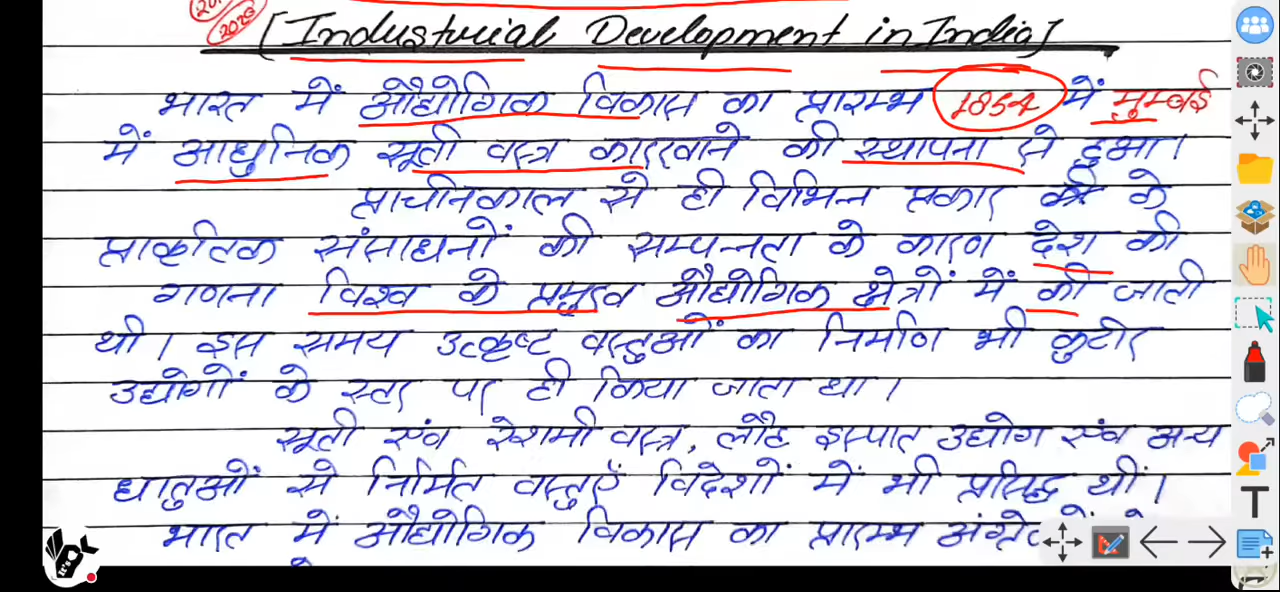 2020
[Industrial Development in India]
भारत में औद्योगिक विकास का प्रारम्भ 1854 में मुम्बई
में आधुनिक सूती वस्त्र कारखाने की स्थापना से हुआ।
प्राचीनकाल से ही विभिन्न प्रकार के
प्राकृतिक संसाधनों की सम्पन्नता के कारण देश की
गणना विश्व के प्रमुख औद्योगिक क्षेत्रों में की जाती
थी। इस समय उत्कृष्ट वस्तुओं का निर्माण भी कुटीर
उद्योगों के स्तर पर ही किया जाता था।
सूती एंव रेशमी वस्त्र, लौह इस्पात उद्योग एंव अन्य
धातुओं से निर्मित वस्तुएँ विदेशों में भी प्रसिद्ध थीं।
भारत में औद्योगिक विकास का प्रारम्भ